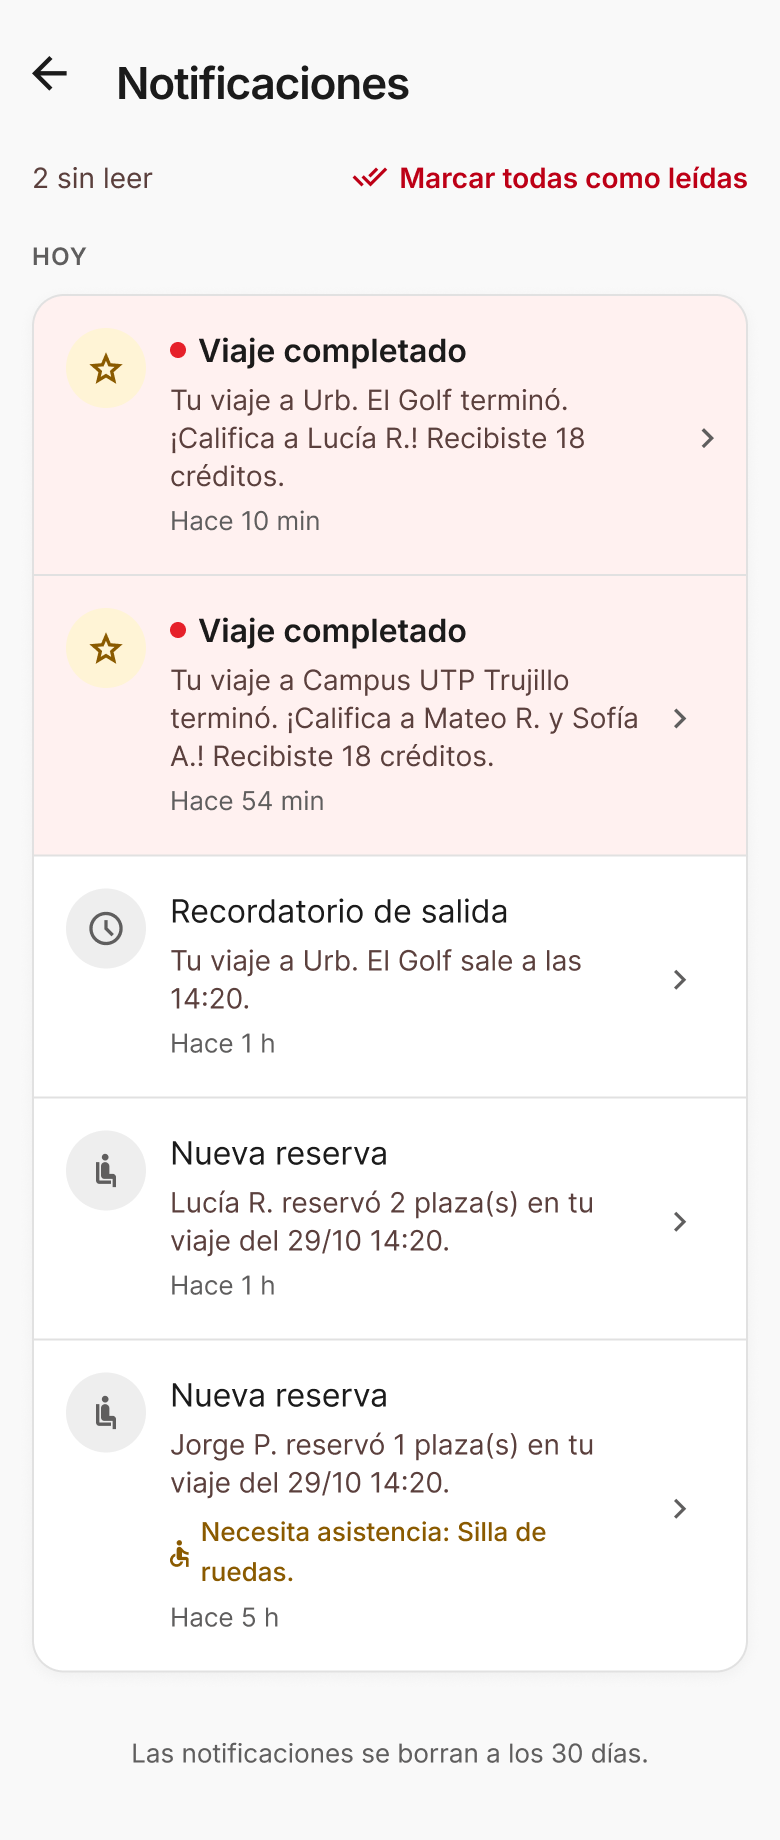 Notificaciones
2 sin leer
Marcar todas como leídas
HOY
Viaje completado
Tu viaje a Urb. El Golf terminó.
¡Califica a Lucía R.! Recibiste 18
créditos.
Hace 10 min
Viaje completado
Tu viaje a Campus UTP Trujillo
terminó. ¡Califica a Mateo R. y Sofía
A.! Recibiste 18 créditos.
Hace 54 min
Recordatorio de salida
Tu viaje a Urb. El Golf sale a las
14:20.
Hace 1 h
Nueva reserva
Lucía R. reservó 2 plaza(s) en tu
viaje del 29/10 14:20.
Hace 1 h
Nueva reserva
Jorge P. reservó 1 plaza(s) en tu
viaje del 29/10 14:20.
Necesita asistencia: Silla de
ruedas.
Hace 5 h
Las notificaciones se borran a los 30 días.